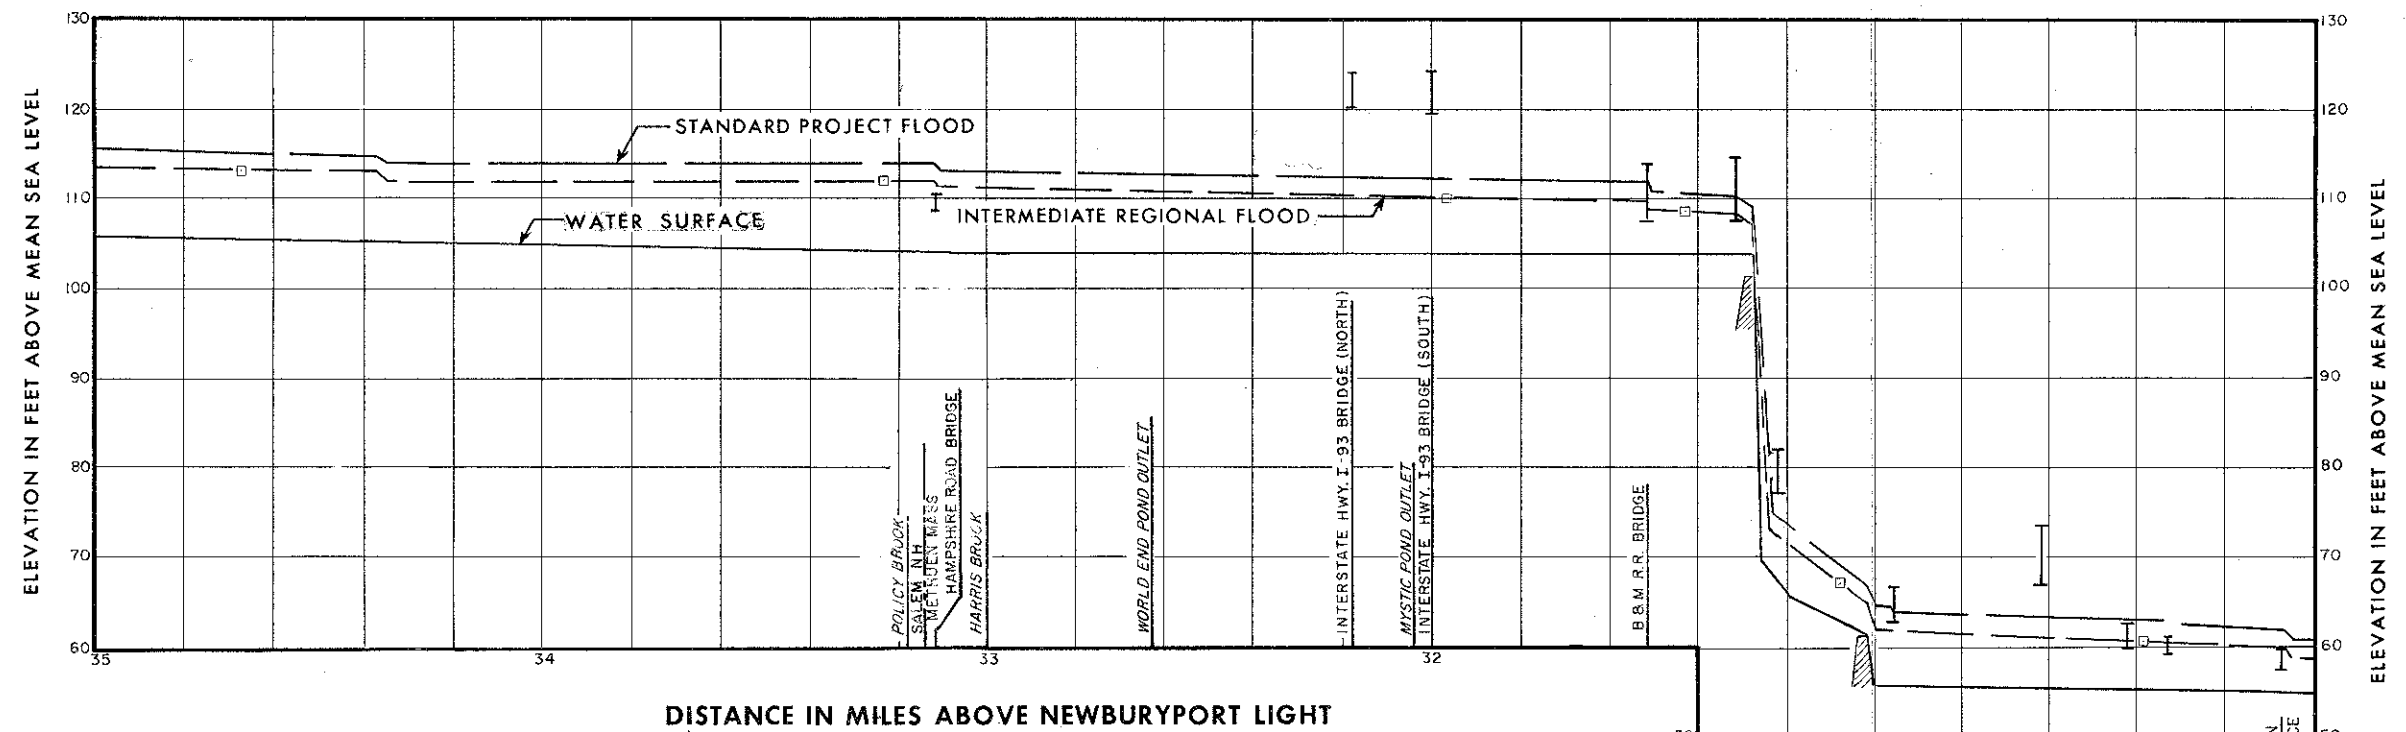 130
120
110
100
90
80
70
60
ELEVATION IN FEET ABOVE MEAN SEA LEVEL
STANDARD PROJECT FLOOD
WATER SURFACE
INTERMEDIATE REGIONAL FLOOD
POLICY BROOK
SALEM NH
METHUEN MASS
HAMPSHIRE ROAD BRIDGE
HARRIS BROOK
WORLD END POND OUTLET
INTERSTATE HWY. I-93 BRIDGE (NORTH)
MYSTIC POND OUTLET
INTERSTATE HWY. I-93 BRIDGE (SOUTH)
B & M R.R. BRIDGE
130
120
110
100
90
80
70
60
ELEVATION IN FEET ABOVE MEAN SEA LEVEL
35
34
33
32
DISTANCE IN MILES ABOVE NEWBURYPORT LIGHT